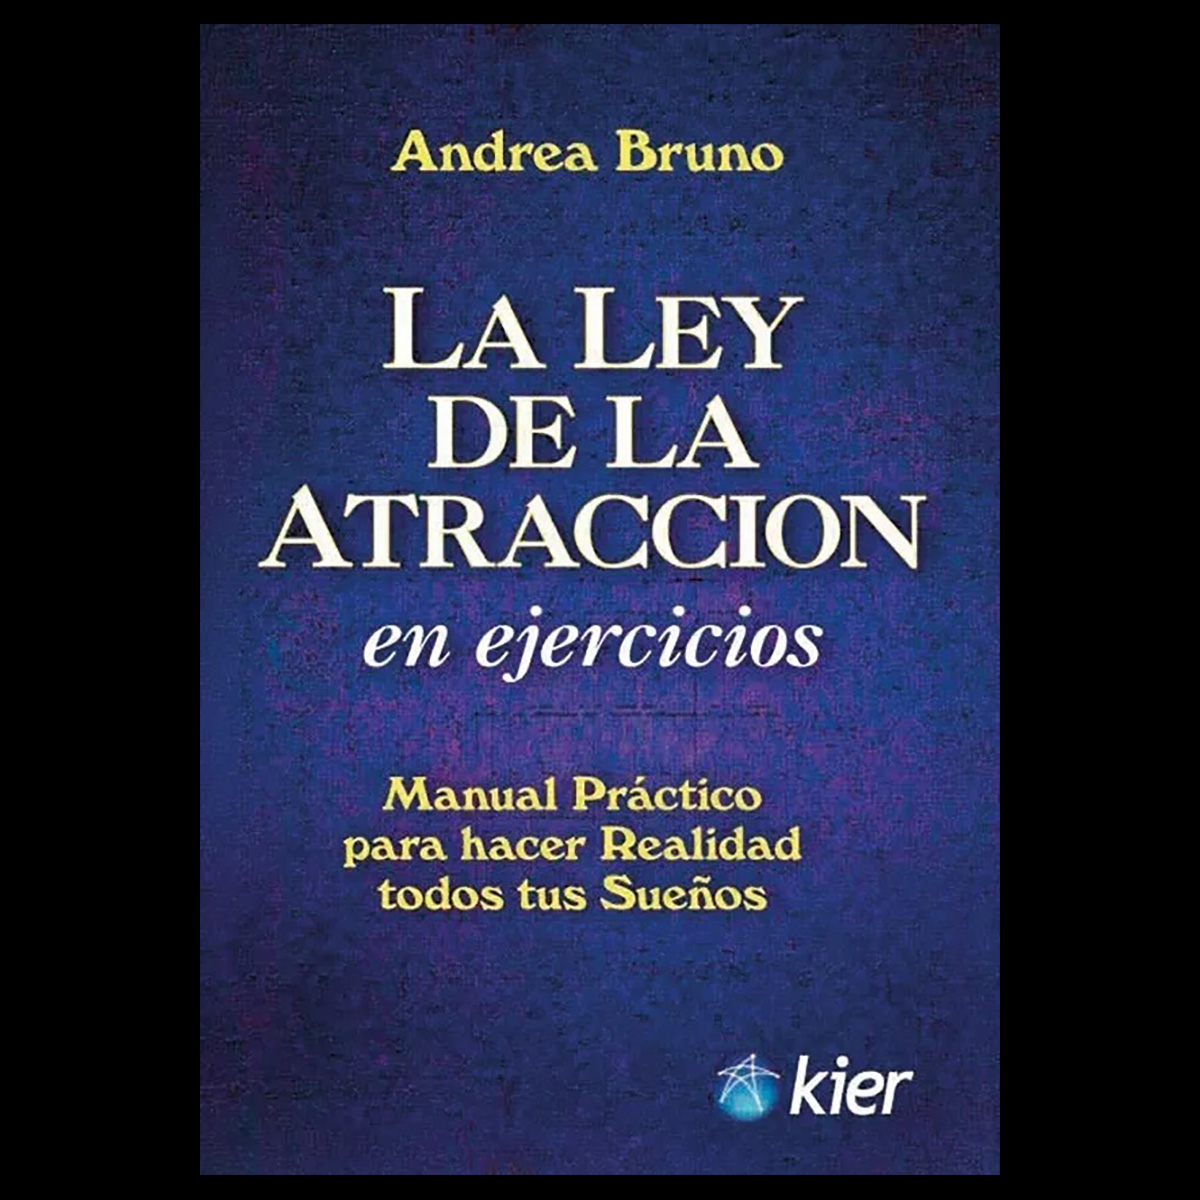 Andrea Bruno
LA LEY
DE LA
ATRACCION
en ejercicios
Manual Práctico
para hacer Realidad
todos tus Sueños
kier